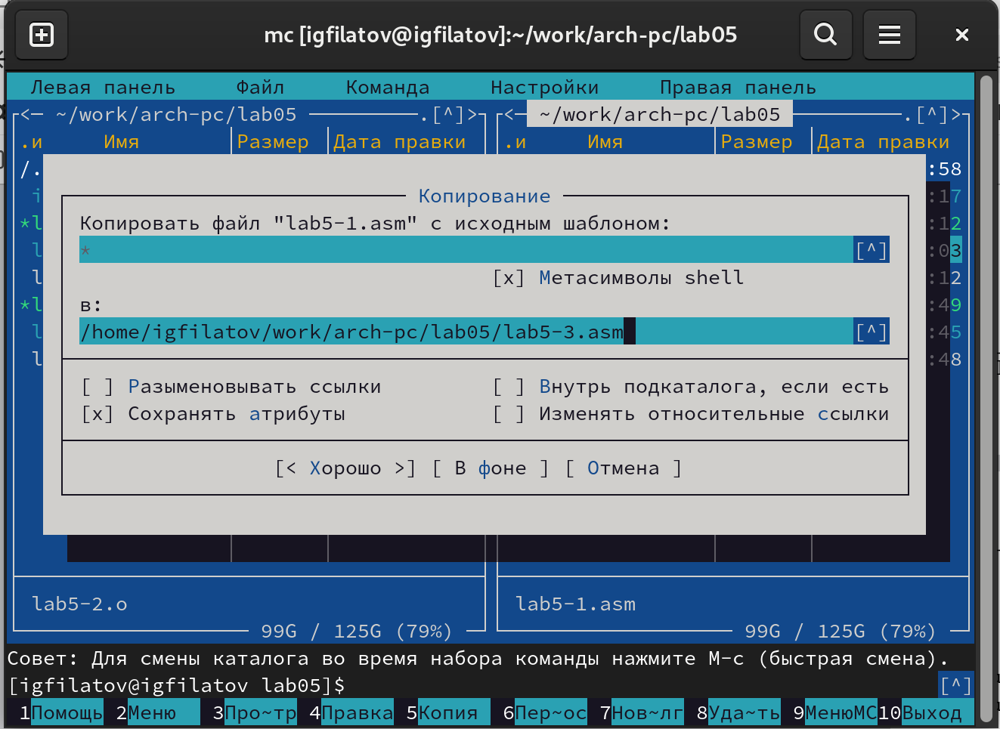 mc [igfilatov@igfilatov]:~/work/arch-pc/lab05
Левая панель Файл Команда Настройки Правая панель
<— ~/work/arch-pc/lab05 .[^]> <— ~/work/arch-pc/lab05 .[^]>
.и Имя Размер Дата правки .и Имя Размер Дата правки
/. :58
i :17
*l :12
l :03
l :12
*l :49
l :45
l :48
Копирование
Копировать файл "lab5-1.asm" с исходным шаблоном:
* [^]
[x] Метасимволы shell
в:
/home/igfilatov/work/arch-pc/lab05/lab5-3.asm [^]
[ ] Разыменовывать ссылки [ ] Внутрь подкаталога, если есть
[x] Сохранять атрибуты [ ] Изменять относительные ссылки
[< Хорошо >] [ В фоне ] [ Отмена ]
lab5-2.o lab5-1.asm
99G / 125G (79%) 99G / 125G (79%)
Совет: Для смены каталога во время набора команды нажмите M-c (быстрая смена).
[igfilatov@igfilatov lab05]$ [^]
1Помощь 2Меню 3Про~тр 4Правка 5Копия 6Пер~ос 7Нов~лг 8Уда~ть 9МенюMC 10Выход